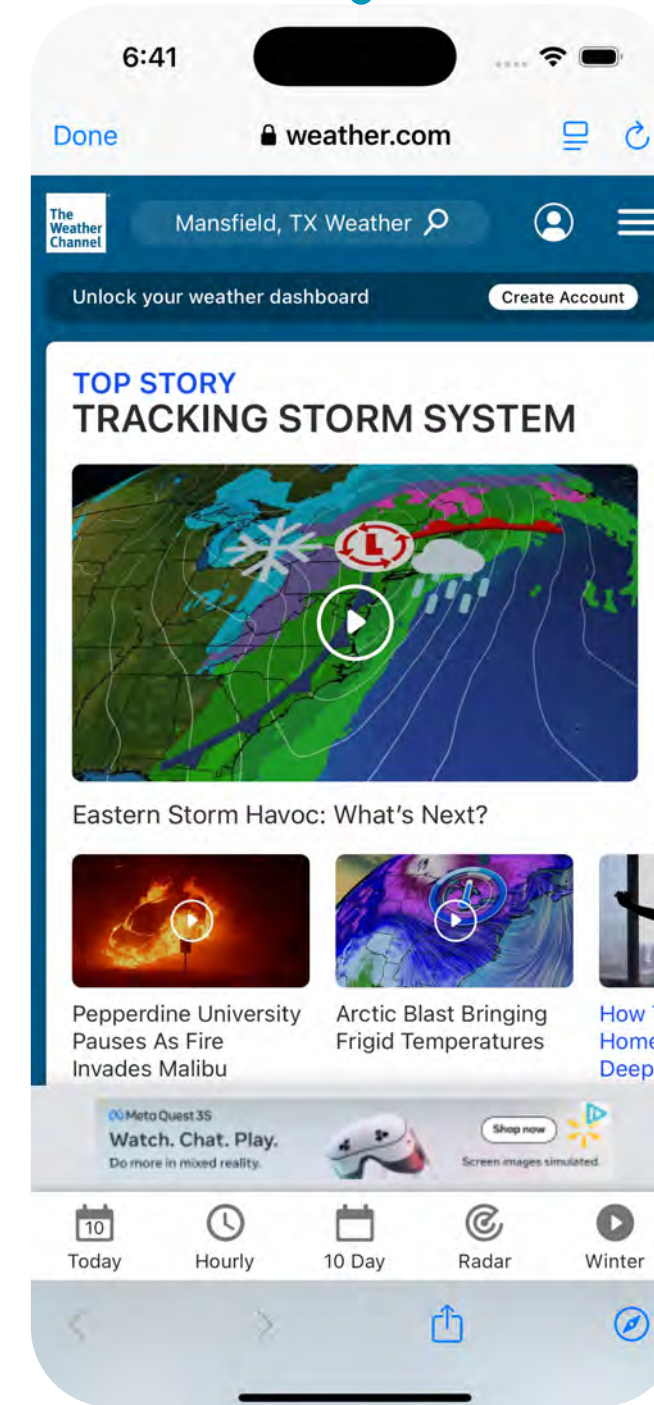 6:41
Done
weather.com
The
Weather
Channel
Mansfield, TX Weather
Unlock your weather dashboard
Create Account
TOP STORY
TRACKING STORM SYSTEM
L
Eastern Storm Havoc: What's Next?
Pepperdine University
Pauses As Fire
Invades Malibu
Arctic Blast Bringing
Frigid Temperatures
How
Home
Deep
Meta Quest 3S
Watch. Chat. Play.
Do more in mixed reality.
Shop now
Screen images simulated.
10
Today
Hourly
10 Day
Radar
Winter